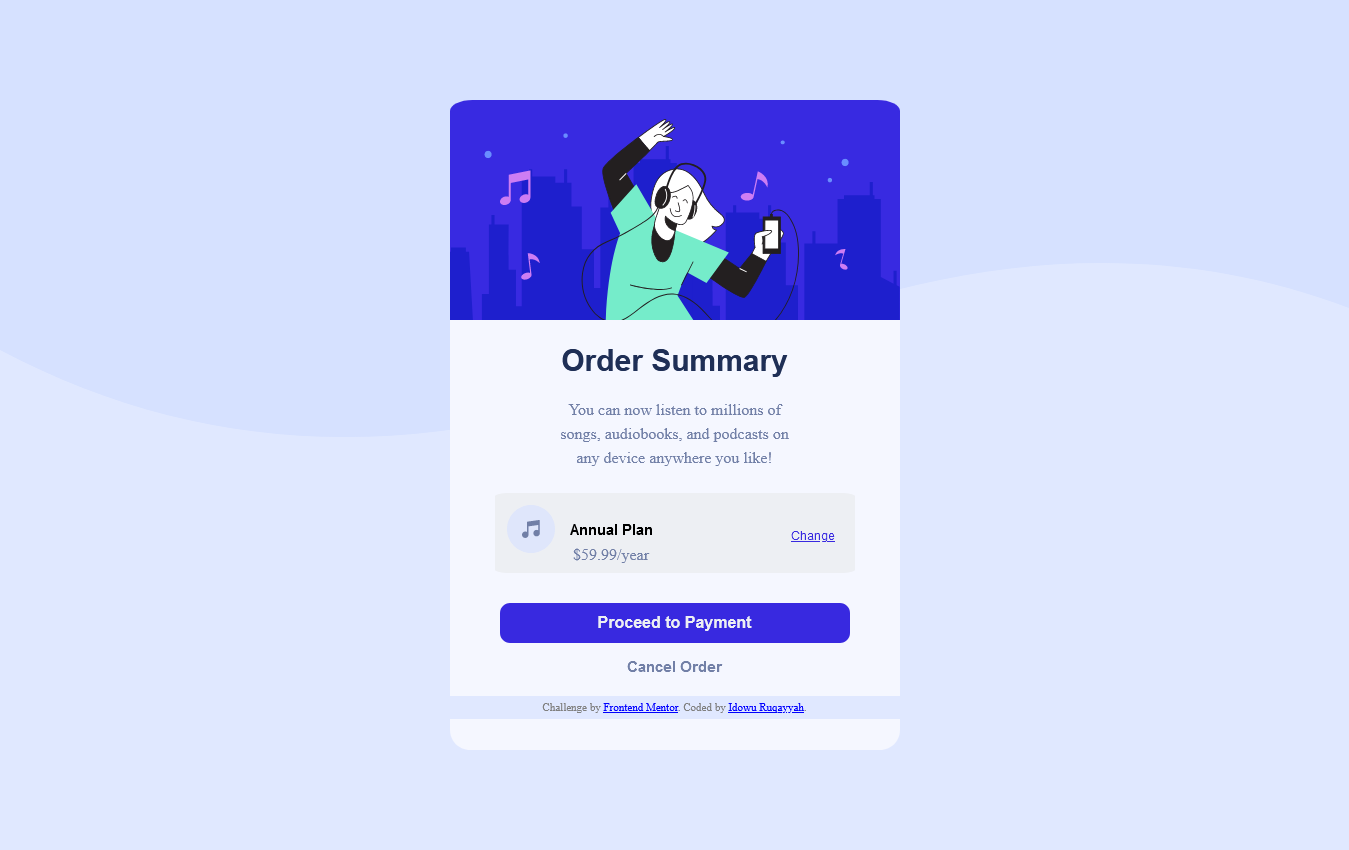 Order Summary
You can now listen to millions of
songs, audiobooks, and podcasts on
any device anywhere you like!
Annual Plan
$59.99/year
Change
Proceed to Payment
Cancel Order
Challenge by Frontend Mentor. Coded by Idowu Ruqayyah.